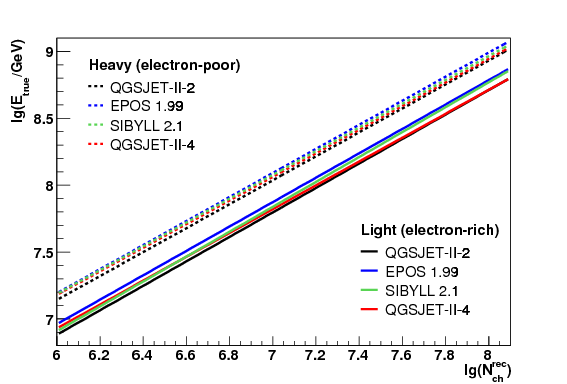 lg(E_true/GeV)
9
8.5
8
7.5
7
Heavy (electron-poor)
QGSJET-II-2
EPOS 1.99
SIBYLL 2.1
QGSJET-II-4
Light (electron-rich)
QGSJET-II-2
EPOS 1.99
SIBYLL 2.1
QGSJET-II-4
6 6.2 6.4 6.6 6.8 7 7.2 7.4 7.6 7.8 8
lg(N_ch^rec)